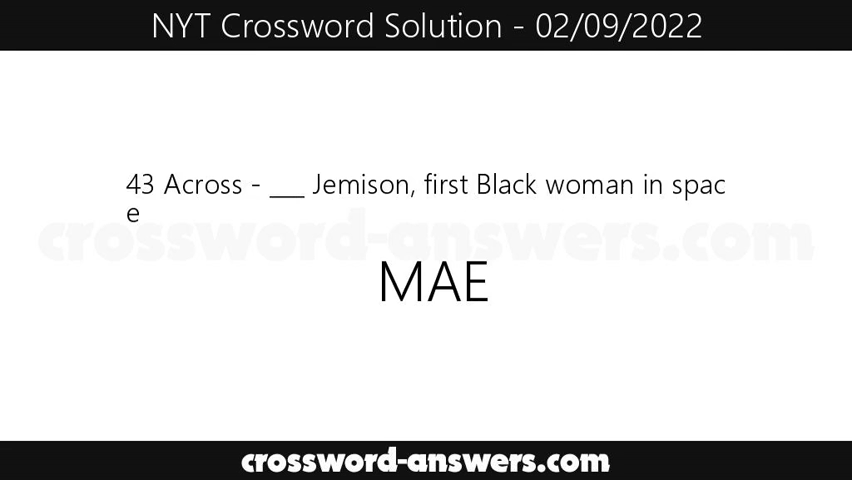 NYT Crossword Solution - 02/09/2022
43 Across - ___ Jemison, first Black woman in spac
e
crossword-answers.com
MAE
crossword-answers.com